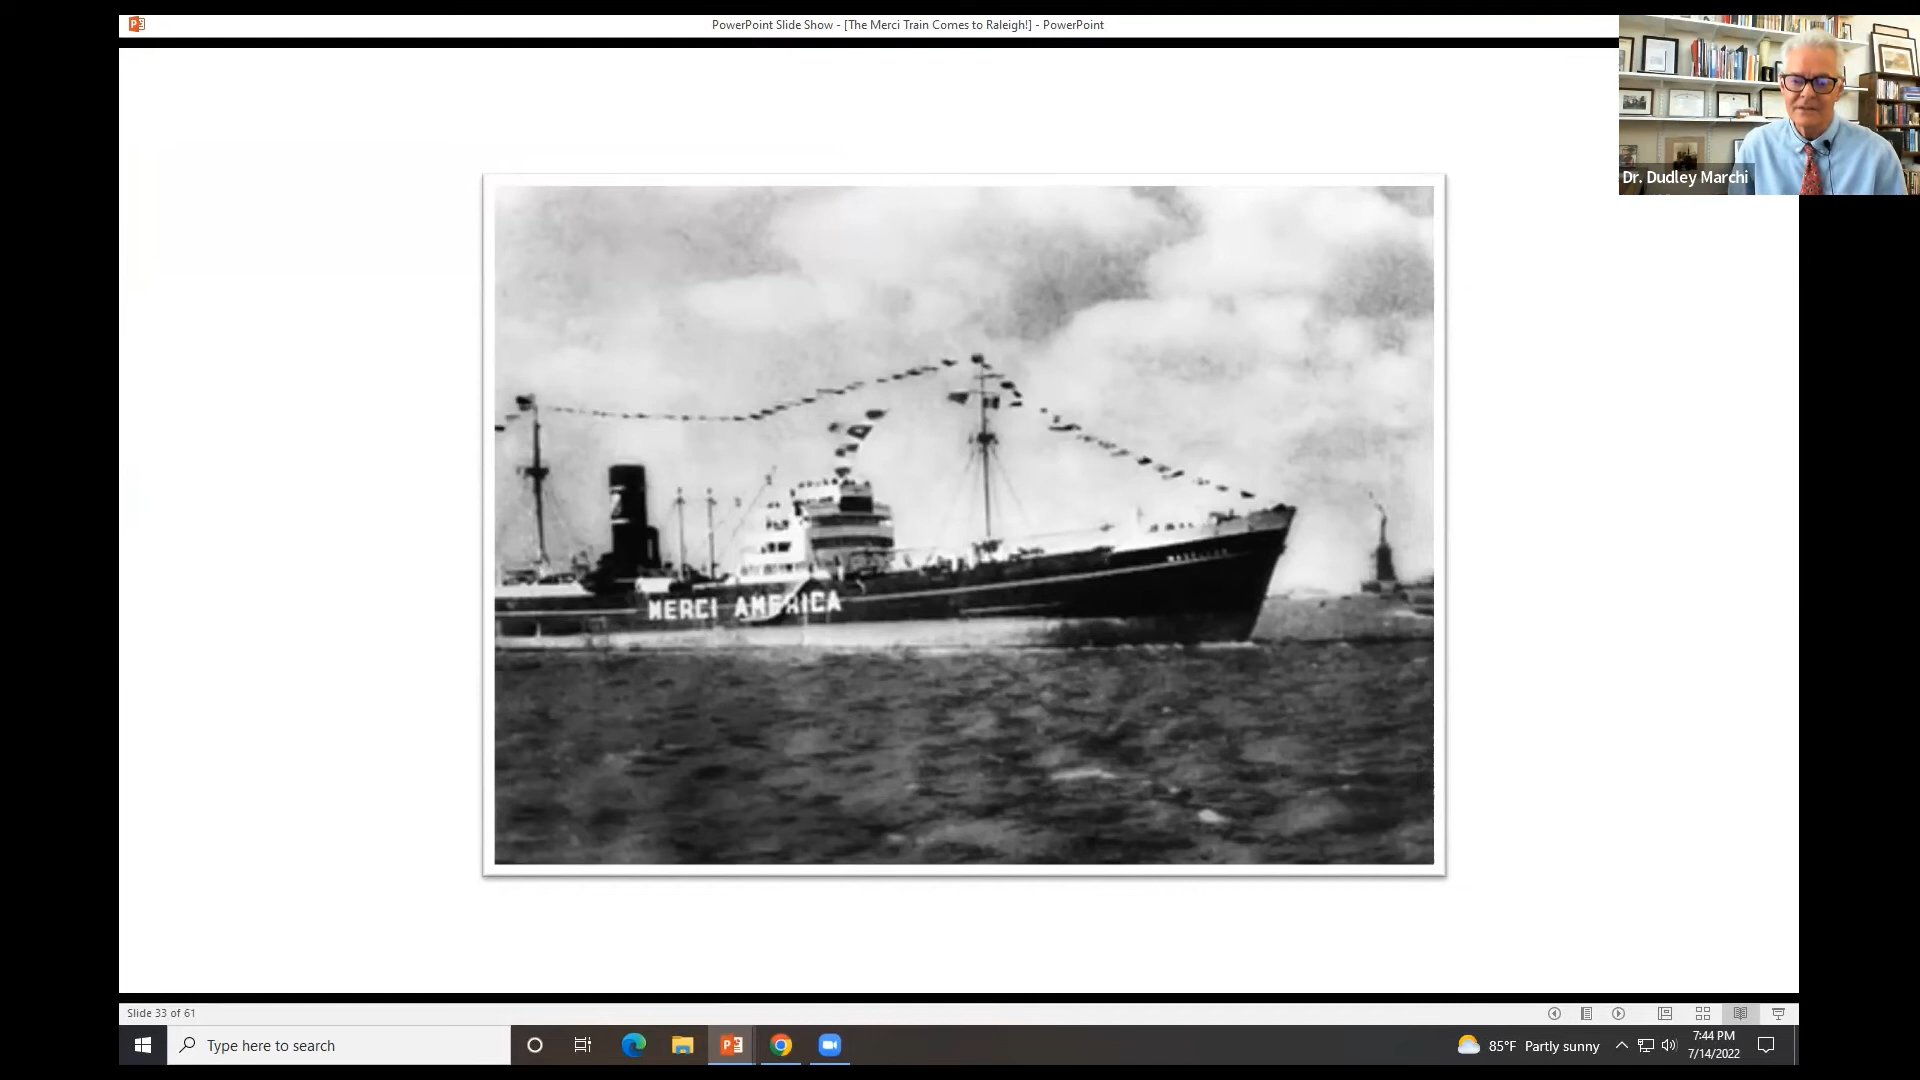 PowerPoint Slide Show - [The Merci Train Comes to Raleigh!] - PowerPoint
Dr. Dudley Marchi
MERCI AMERICA
Slide 33 of 61
Type here to search
85°F Partly sunny
7:44 PM
7/14/2022